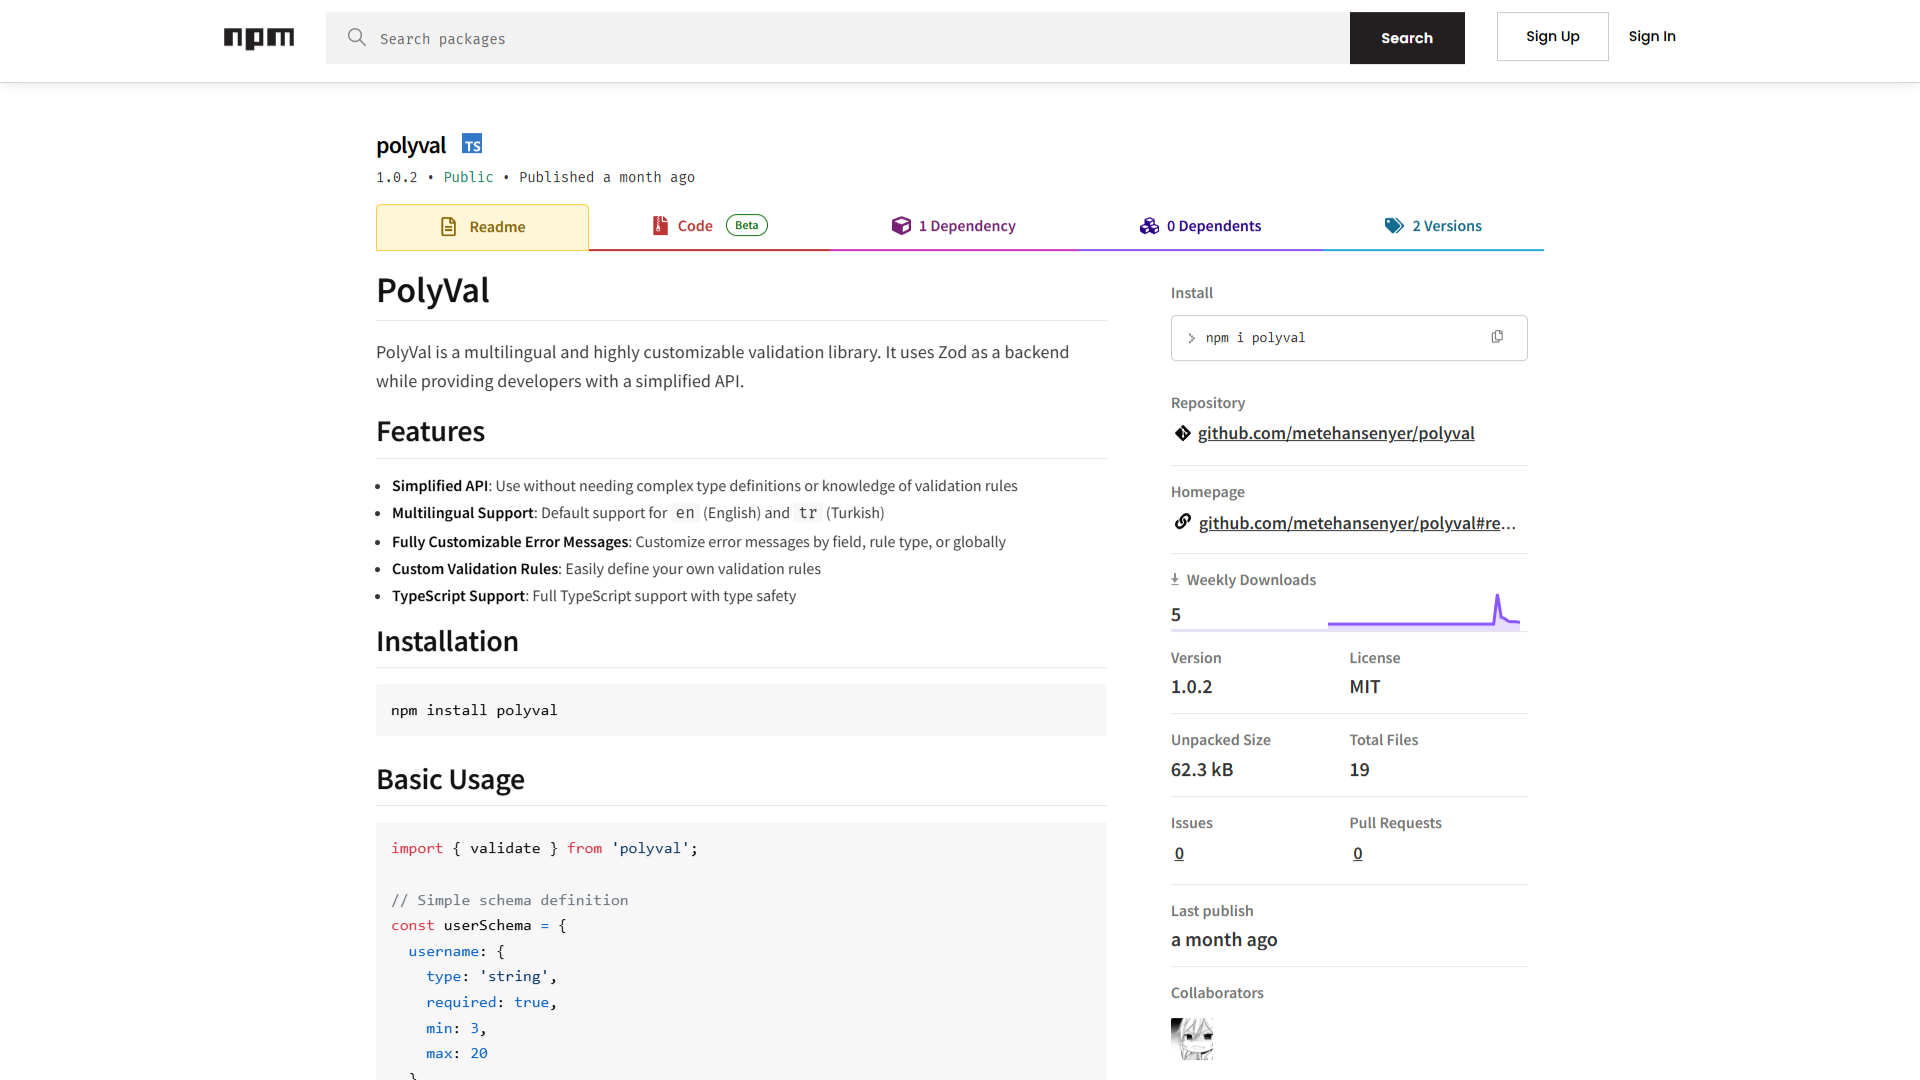 npm
Search packages
Search
Sign Up
Sign In
polyval TS
1.0.2 • Public • Published a month ago
Readme
Code Beta
1 Dependency
0 Dependents
2 Versions
PolyVal
PolyVal is a multilingual and highly customizable validation library. It uses Zod as a backend
while providing developers with a simplified API.
Features
• Simplified API: Use without needing complex type definitions or knowledge of validation rules
• Multilingual Support: Default support for en (English) and tr (Turkish)
• Fully Customizable Error Messages: Customize error messages by field, rule type, or globally
• Custom Validation Rules: Easily define your own validation rules
• TypeScript Support: Full TypeScript support with type safety
Installation
npm install polyval
Basic Usage
import { validate } from 'polyval';
// Simple schema definition
const userSchema = {
username: {
type: 'string',
required: true,
min: 3,
max: 20
}
Install
> npm i polyval
Repository
github.com/metehansenyer/polyval
Homepage
github.com/metehansenyer/polyval#re...
Weekly Downloads
5
Version
1.0.2
License
MIT
Unpacked Size
62.3 kB
Total Files
19
Issues
0
Pull Requests
0
Last publish
a month ago
Collaborators